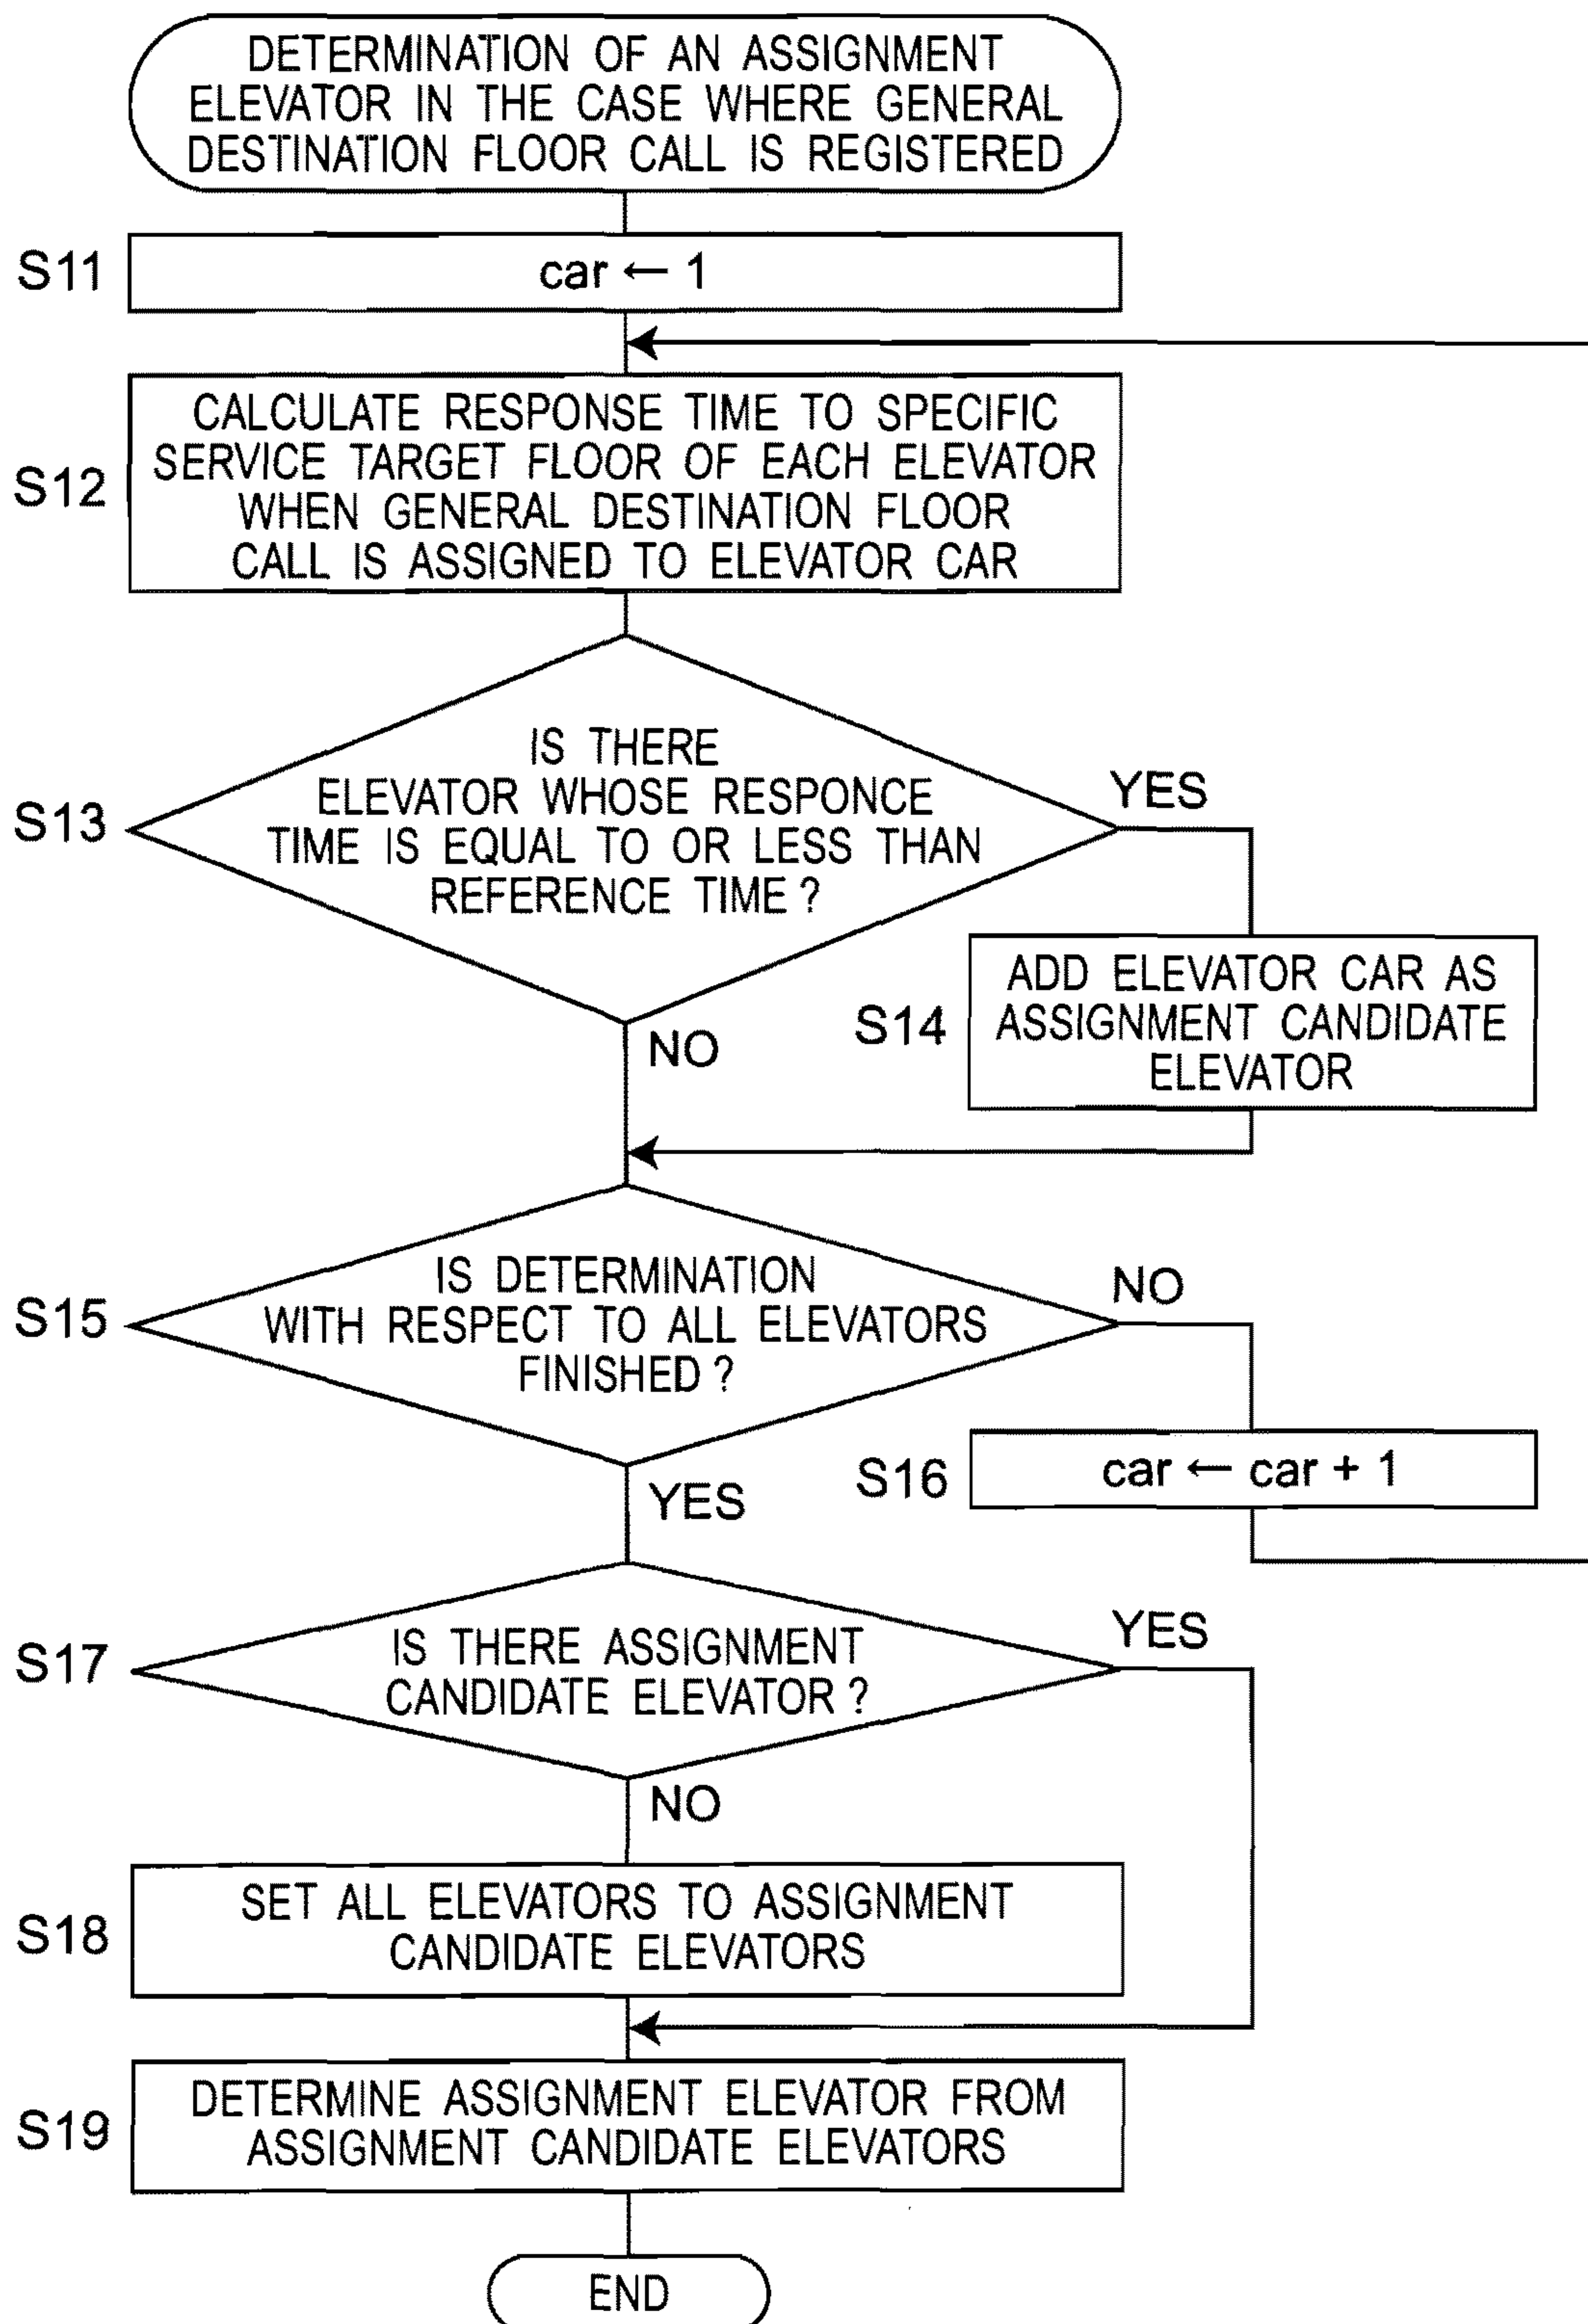 DETERMINATION OF AN ASSIGNMENT
ELEVATOR IN THE CASE WHERE GENERAL
DESTINATION FLOOR CALL IS REGISTERED
S11
car ← 1
S12
CALCULATE RESPONSE TIME TO SPECIFIC
SERVICE TARGET FLOOR OF EACH ELEVATOR
WHEN GENERAL DESTINATION FLOOR
CALL IS ASSIGNED TO ELEVATOR CAR
S13
IS THERE
ELEVATOR WHOSE RESPONCE
TIME IS EQUAL TO OR LESS THAN
REFERENCE TIME ?
YES
NO
S14
ADD ELEVATOR CAR AS
ASSIGNMENT CANDIDATE
ELEVATOR
S15
IS DETERMINATION
WITH RESPECT TO ALL ELEVATORS
FINISHED ?
NO
YES
S16
car ← car + 1
S17
IS THERE ASSIGNMENT
CANDIDATE ELEVATOR ?
YES
NO
S18
SET ALL ELEVATORS TO ASSIGNMENT
CANDIDATE ELEVATORS
S19
DETERMINE ASSIGNMENT ELEVATOR FROM
ASSIGNMENT CANDIDATE ELEVATORS
END